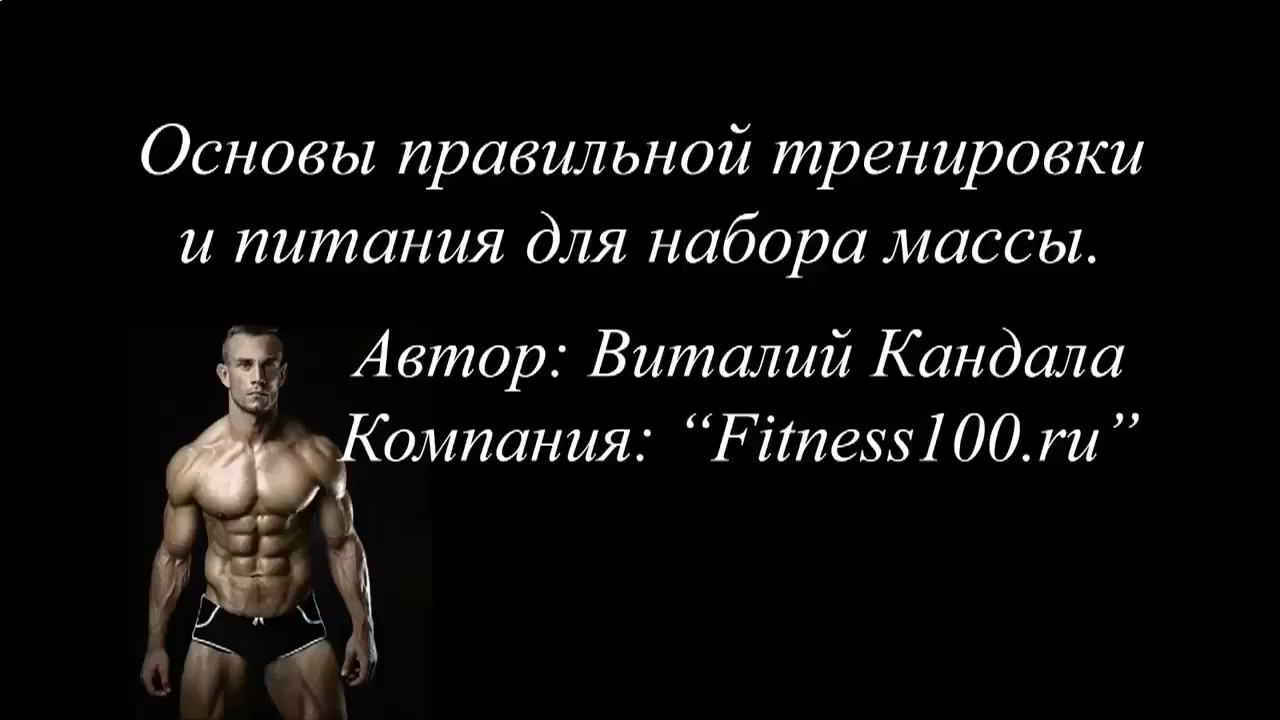 Основы правильной тренировки
и питания для набора массы.
Автор: Виталий Кандала
Компания: “Fitness100.ru”